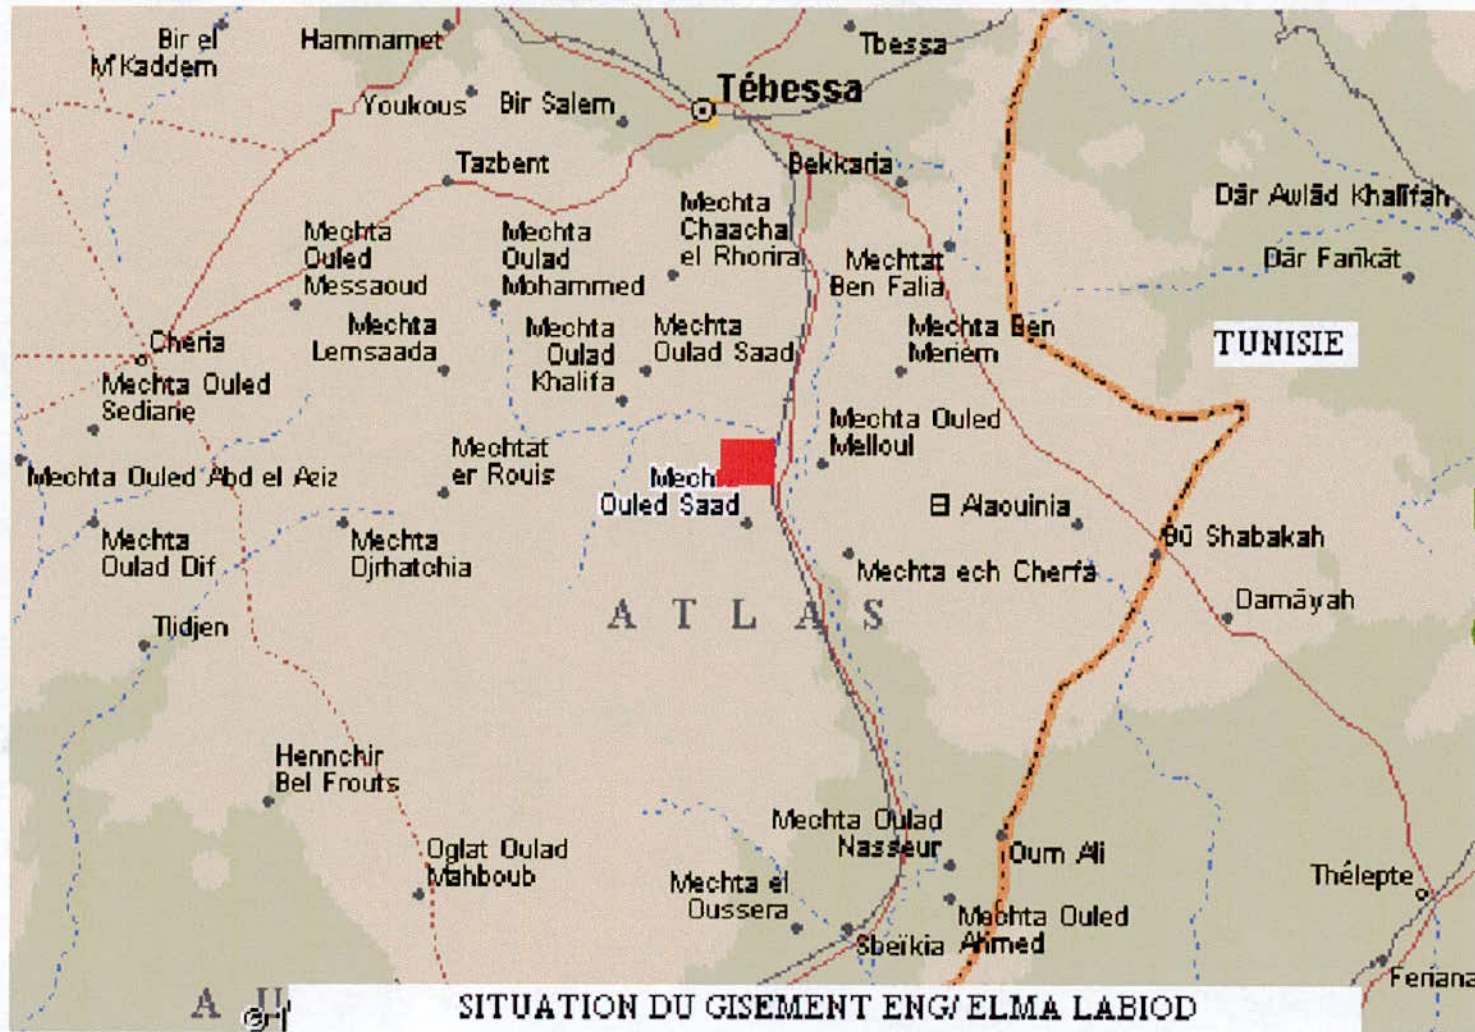 Bir el
M'Kaddem
Hammamet
Tbessa
Tébessa
Youkous
Bir Salem
Tazbent
Bekkaria
Mechta
Chaacha
el Rhorira
Dār Awlād Khalīfah
Mechta
Ouled
Messaoud
Mechta
Oulad
Mohammed
Mechtat
Ben Falia
Dār Farīkāt
Cheria
Mechta
Lemsaada
Mechta
Oulad
Khalifa
Mechta
Oulad Saad
Mechta Ben
Meriem
TUNISIE
Mechta Ouled
Sediane
Mechta Ouled
Melloul
Mechta Ouled Abd el Aziz
Mechtat
er Rouis
Ouled Saad
El Alaouinia
Mechta
Oulad Dif
Mechta
Djrhatchia
Bū Shabakah
Mechta ech Cherfa
Damāyah
ATLAS
Tlidjen
Hennchir
Bel Frouts
Mechta Oulad
Nasseur
Oum Ali
Oglat Oulad
Mahboub
Mechta el
Oussera
Thélepte
Mechta Ouled
Ahmed
Sbeïkia
Feriana
SITUATION DU GISEMENT ENG/ELMA LABIOD